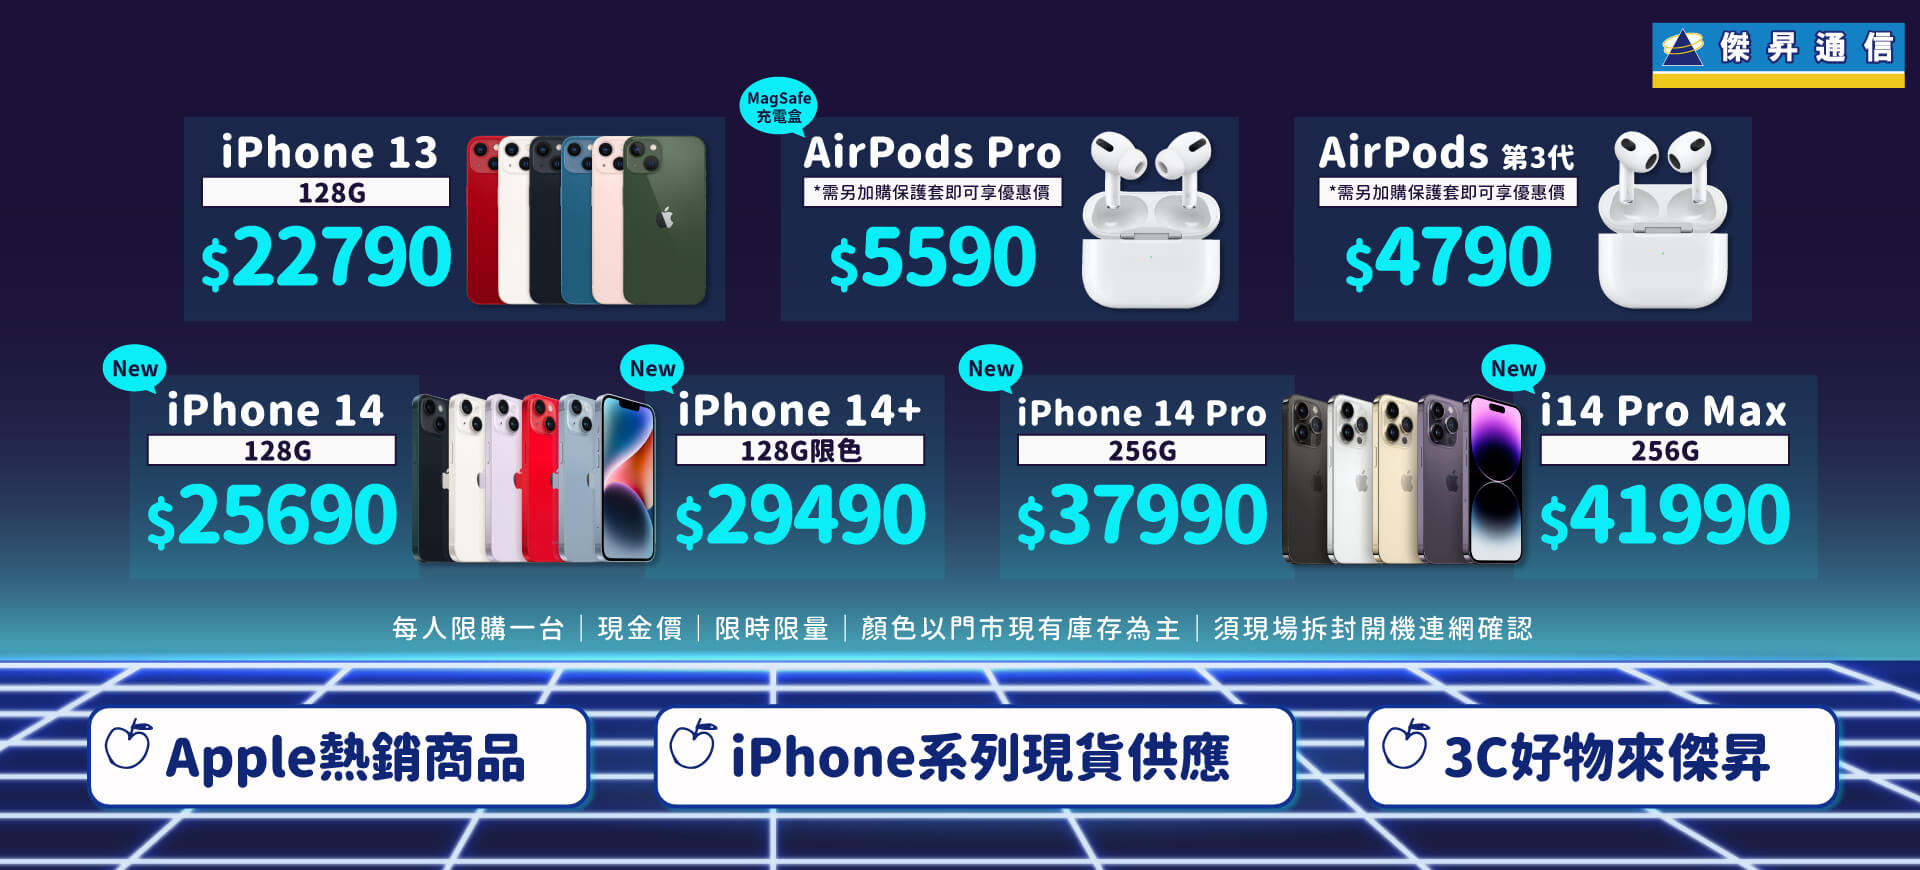 傑昇通信
iPhone 13
128G
$22790
MagSafe
充電盒
AirPods Pro
*需另加購保護套即可享優惠價
$5590
AirPods 第3代
*需另加購保護套即可享優惠價
$4790
New
iPhone 14
128G
$25690
New
iPhone 14+
128G限色
$29490
New
iPhone 14 Pro
256G
$37990
New
i14 Pro Max
256G
$41990
每人限購一台｜現金價｜限時限量｜顏色以門市現有庫存為主｜須現場拆封開機連網確認
Apple熱銷商品
iPhone系列現貨供應
3C好物來傑昇